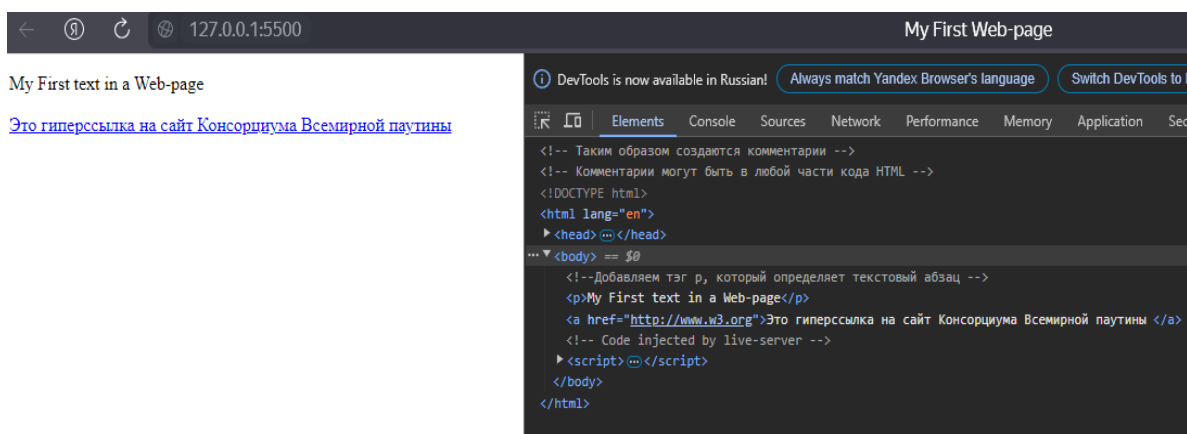 127.0.0.1:5500
My First Web-page
My First text in a Web-page
Это гиперссылка на сайт Консорциума Всемирной паутины
DevTools is now available in Russian! Always match Yandex Browser's language Switch DevTools to
Elements Console Sources Network Performance Memory Application Sec
<!-- Таким образом создаются комментарии -->
<!-- Комментарии могут быть в любой части кода HTML -->
<!DOCTYPE html>
<html lang="en">
<head>…</head>
<body> == $0
<!--Добавляем тэг p, который определяет текстовый абзац -->
<p>My First text in a Web-page</p>
<a href="http://www.w3.org">Это гиперссылка на сайт Консорциума Всемирной паутины </a>
<!-- Code injected by live-server -->
<script>…</script>
</body>
</html>